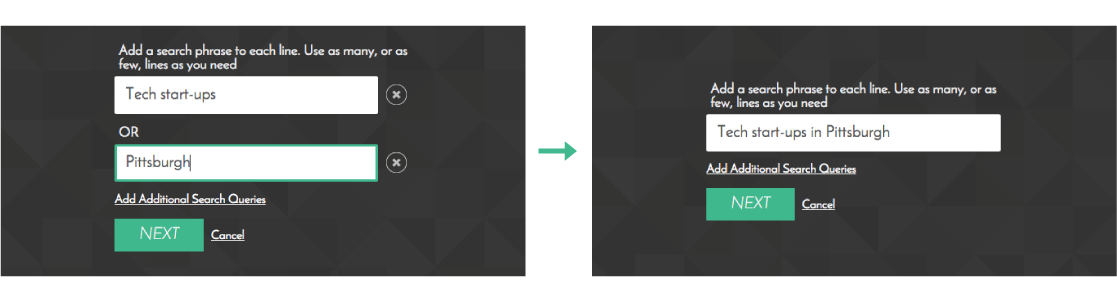 Add a search phrase to each line. Use as many, or as
few, lines as you need
Tech start-ups
OR
Pittsburgh
Add Additional Search Queries
NEXT
Cancel
Add a search phrase to each line. Use as many, or as
few, lines as you need
Tech start-ups in Pittsburgh
Add Additional Search Queries
NEXT
Cancel